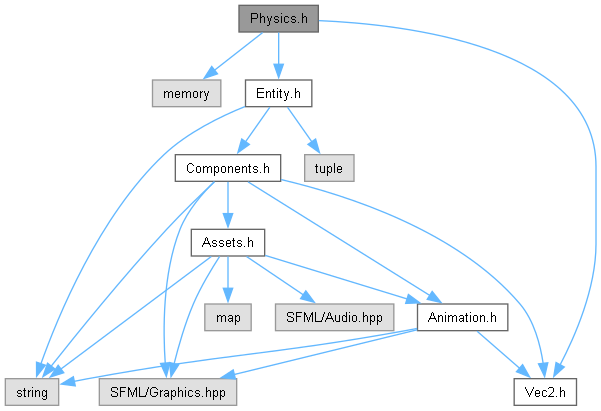 Physics.h
memory
Entity.h
Components.h
tuple
Assets.h
map
SFML/Audio.hpp
Animation.h
string
SFML/Graphics.hpp
Vec2.h